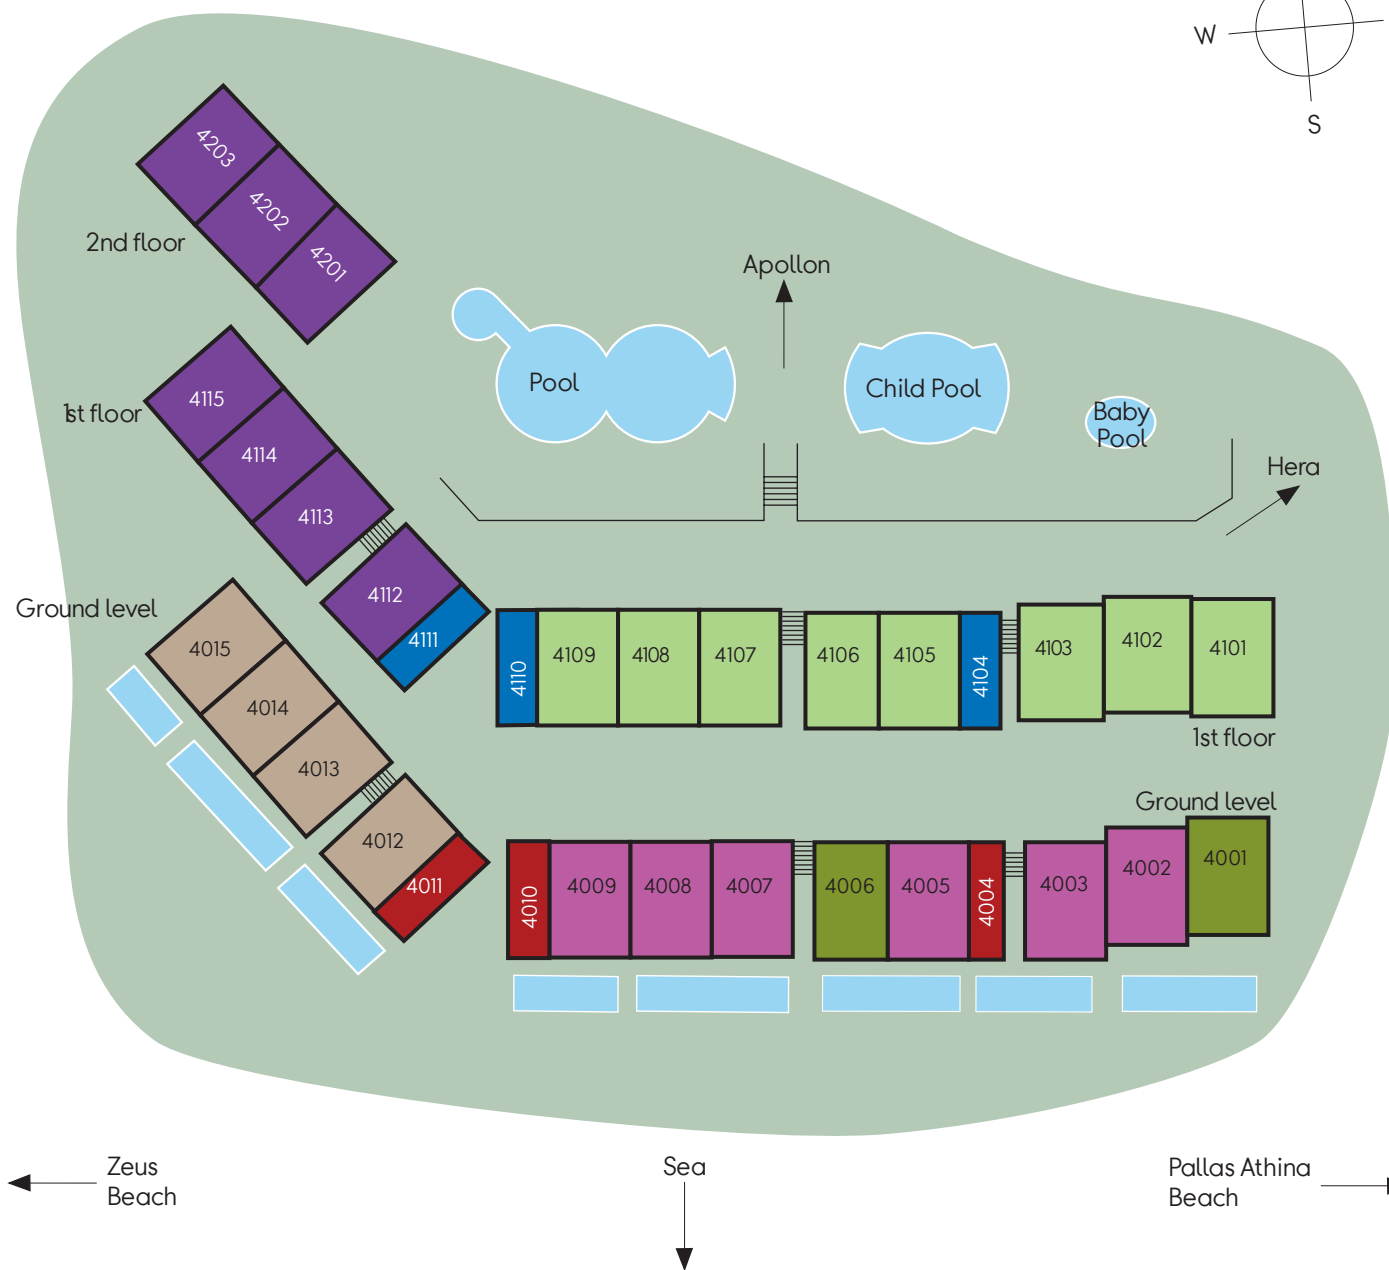 W
S
4203
4202
4201
2nd floor
Apollon
Pool
Child Pool
Baby
Pool
Hera
4115
1st floor
4114
4113
4112
4111
Ground level
4015
4014
4013
4012
4011
4110
4109
4108
4107
4106
4105
4104
4103
4102
4101
1st floor
Ground level
4010
4009
4008
4007
4006
4005
4004
4003
4002
4001
Zeus
Beach
Sea
Pallas Athina
Beach